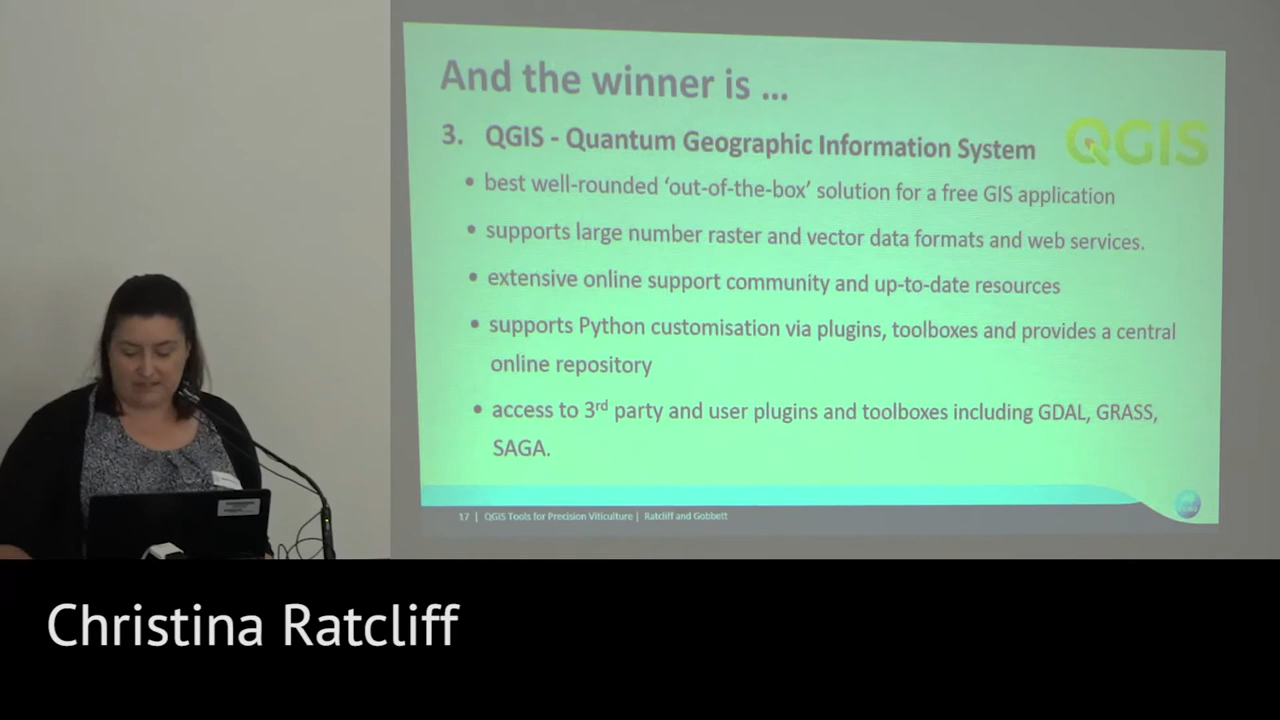 And the winner is ...
3. QGIS - Quantum Geographic Information System
QGIS
• best well-rounded ‘out-of-the-box’ solution for a free GIS application
• supports large number raster and vector data formats and web services.
• extensive online support community and up-to-date resources
• supports Python customisation via plugins, toolboxes and provides a central
online repository
• access to 3rd party and user plugins and toolboxes including GDAL, GRASS,
SAGA.
17 | QGIS Tools for Precision Viticulture | Ratcliff and Gobbett
Christina Ratcliff